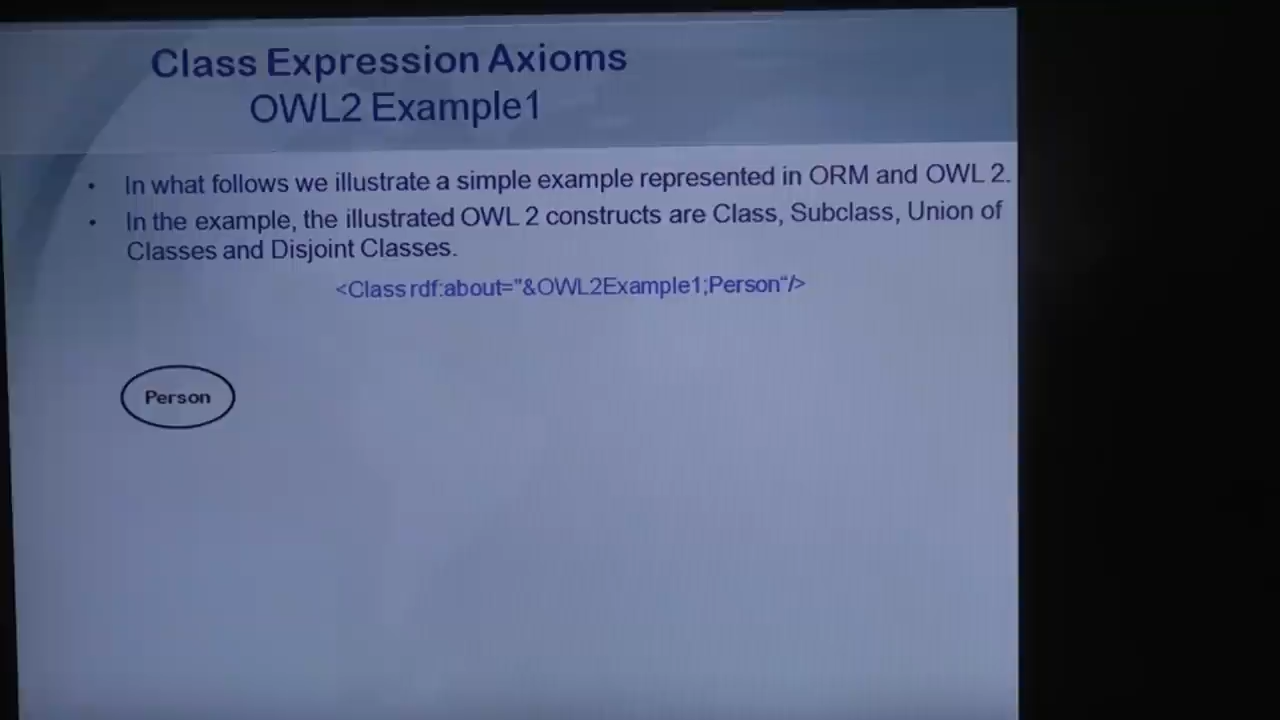 Class Expression Axioms
OWL2 Example1
• In what follows we illustrate a simple example represented in ORM and OWL 2.
• In the example, the illustrated OWL 2 constructs are Class, Subclass, Union of
Classes and Disjoint Classes.
<Class rdf:about="&OWL2Example1;Person“/>
Person